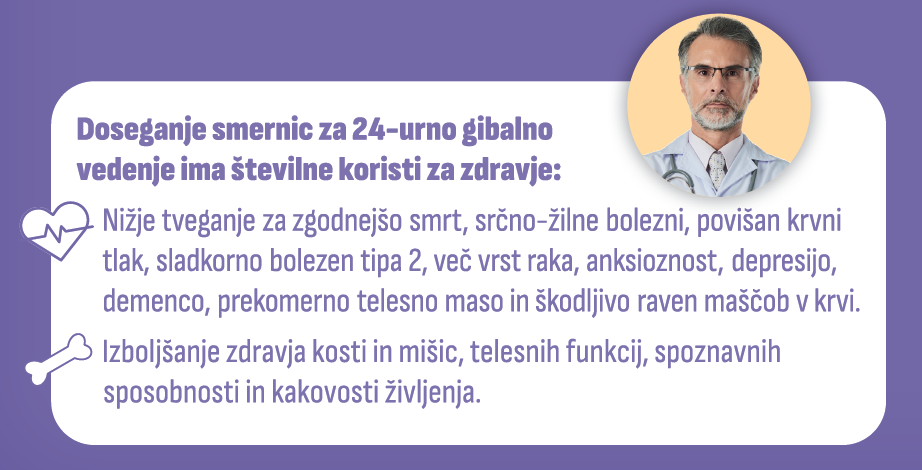 Doseganje smernic za 24-urno gibalno
vedenje ima številne koristi za zdravje:
Nižje tveganje za zgodnejšo smrt, srčno-žilne bolezni, povišan krvni
tlak, sladkorno bolezen tipa 2, več vrst raka, anksioznost, depresijo,
demenco, prekomerno telesno maso in škodljivo raven maščob v krvi.
Izboljšanje zdravja kosti in mišic, telesnih funkcij, spoznavnih
sposobnosti in kakovosti življenja.